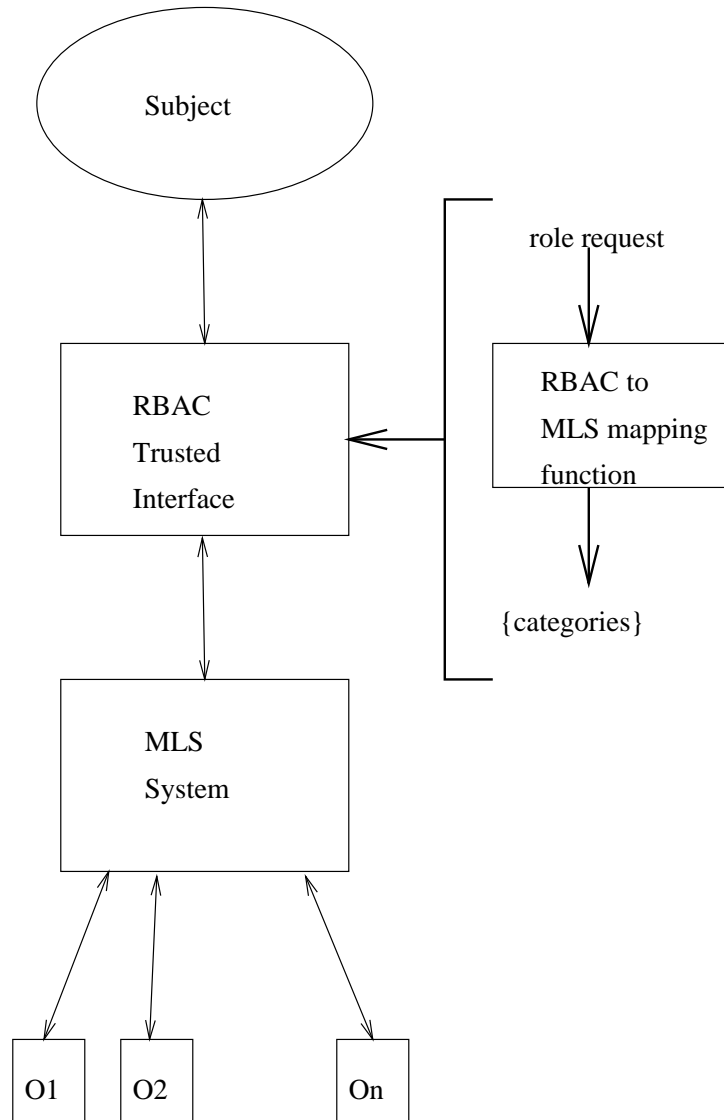 Subject
role request
RBAC
Trusted
Interface
RBAC to
MLS mapping
function
{categories}
MLS
System
O1
O2
On